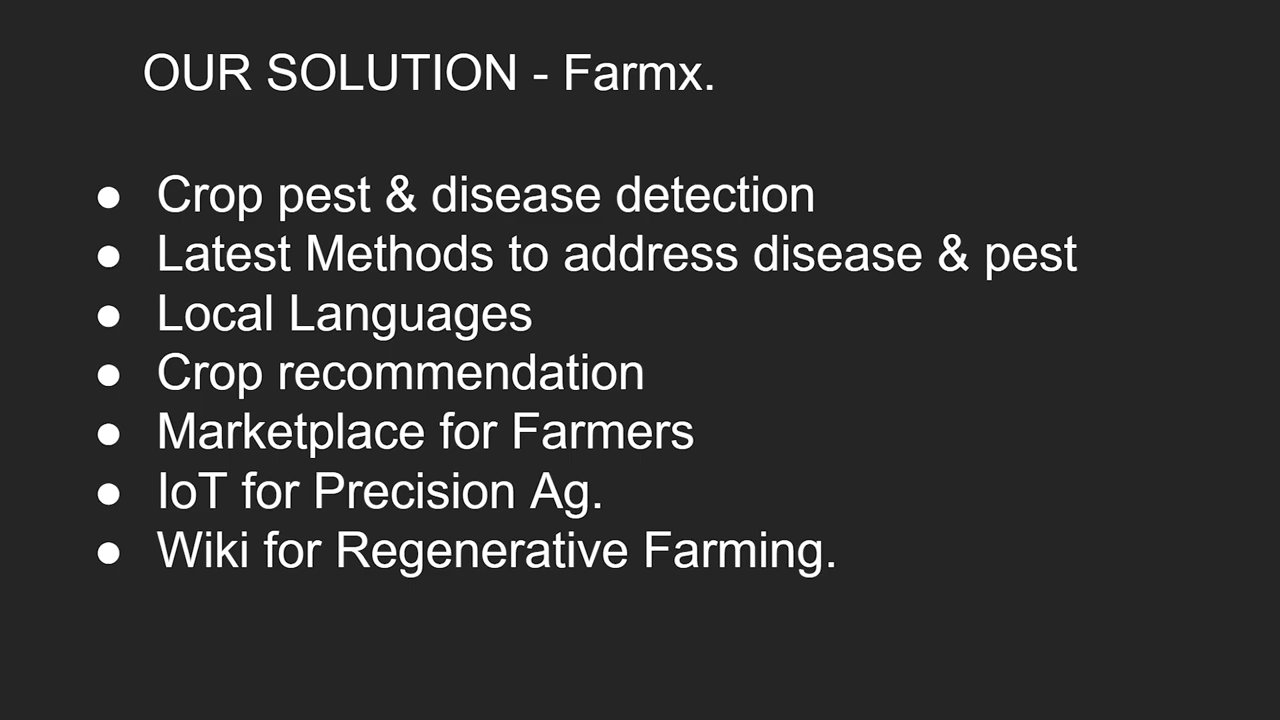 OUR SOLUTION - Farmx.
● Crop pest & disease detection
● Latest Methods to address disease & pest
● Local Languages
● Crop recommendation
● Marketplace for Farmers
● IoT for Precision Ag.
● Wiki for Regenerative Farming.